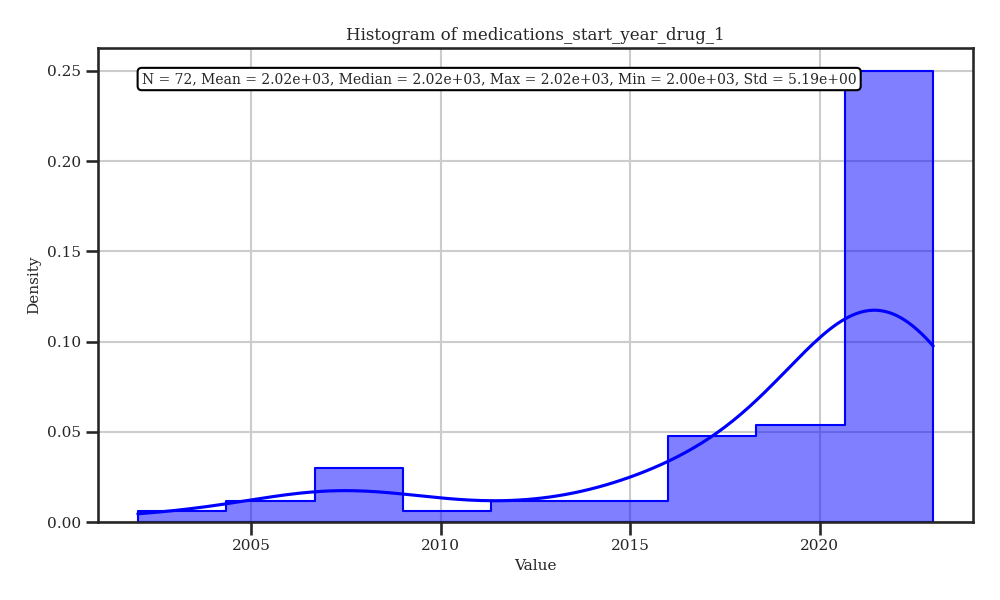 Histogram of medications_start_year_drug_1
N = 72, Mean = 2.02e+03, Median = 2.02e+03, Max = 2.02e+03, Min = 2.00e+03, Std = 5.19e+00
0.25
0.20
0.15
0.10
0.05
0.00
Density
2005 2010 2015 2020
Value